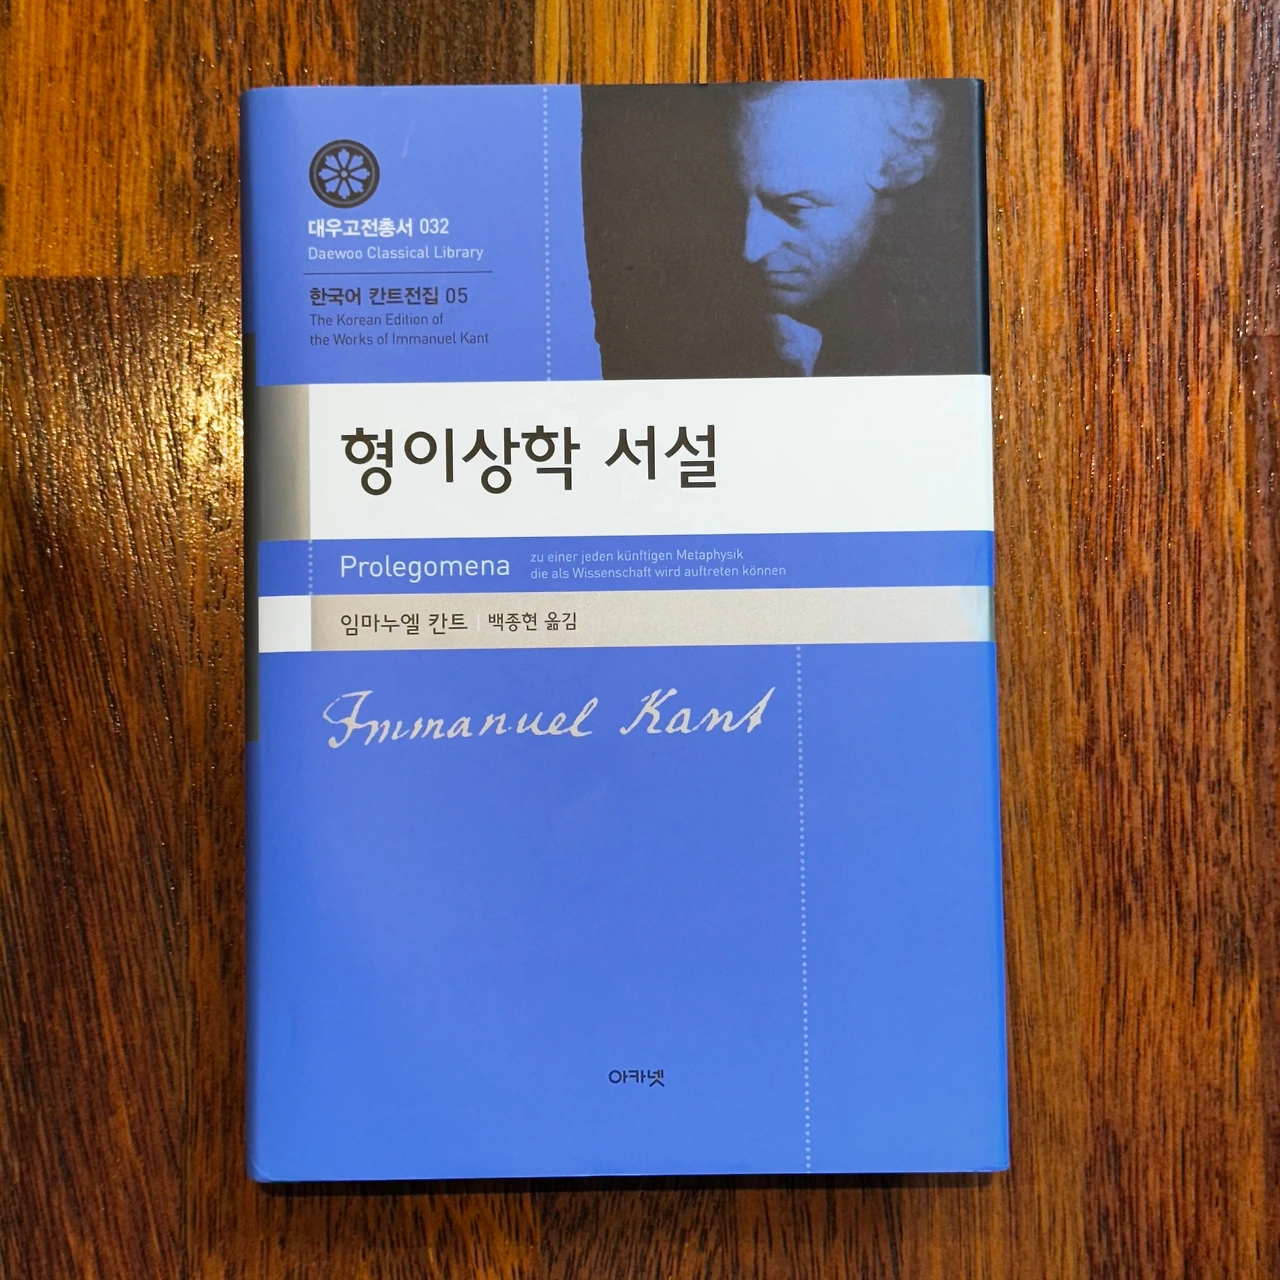 대우고전총서 032
Daewoo Classical Library
한국어 칸트전집 05
The Korean Edition of
the Works of Immanuel Kant
형이상학 서설
Prolegomena
zu einer jeden künftigen Metaphysik
die als Wissenschaft wird auftreten können
임마누엘 칸트 | 백종현 옮김
Immanuel Kant
아카넷